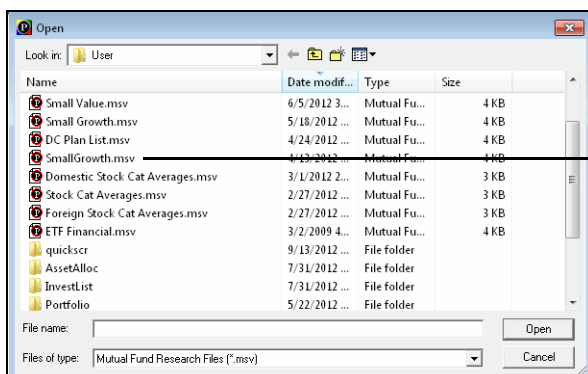 Open
Look in: User
Name Date modif... Type Size
Small Value.msv 6/5/2012 3... Mutual Fu... 4 KB
Small Growth.msv 5/18/2012 ... Mutual Fu... 4 KB
DC Plan List.msv 4/24/2012 ... Mutual Fu... 4 KB
SmallGrowth.msv 4/13/2012 ... Mutual Fu... 4 KB
Domestic Stock Cat Averages.msv 3/1/2012 2... Mutual Fu... 3 KB
Stock Cat Averages.msv 2/27/2012 ... Mutual Fu... 3 KB
Foreign Stock Cat Averages.msv 2/27/2012 ... Mutual Fu... 3 KB
ETF Financial.msv 3/2/2009 4... Mutual Fu... 4 KB
quickscr 9/13/2012 ... File folder
AssetAlloc 7/31/2012 ... File folder
InvestList 7/31/2012 ... File folder
Portfolio 5/22/2012 ... File folder
File name: Open
Files of type: Mutual Fund Research Files (*.msv) Cancel